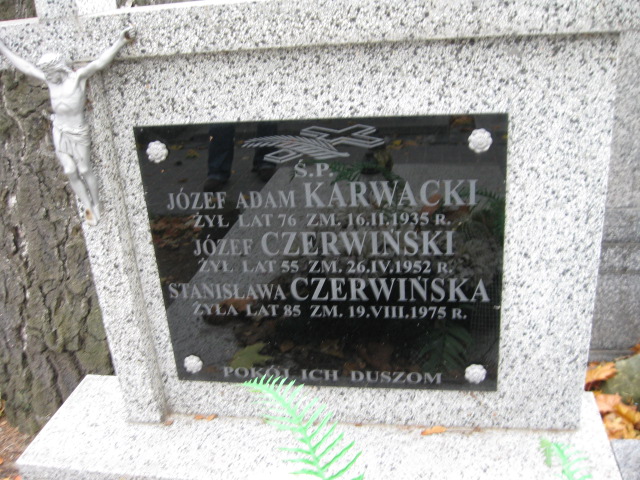 Ś.P.
JÓZEF ADAM KARWACKI
ŻYŁ LAT 76 ZM. 16.II.1935 R.
JÓZEF CZERWIŃSKI
ŻYŁ LAT 55 ZM. 26.IV.1952 R.
STANISŁAWA CZERWIŃSKA
ŻYŁA LAT 85 ZM. 19.VIII.1975 R.
POKÓJ ICH DUSZOM